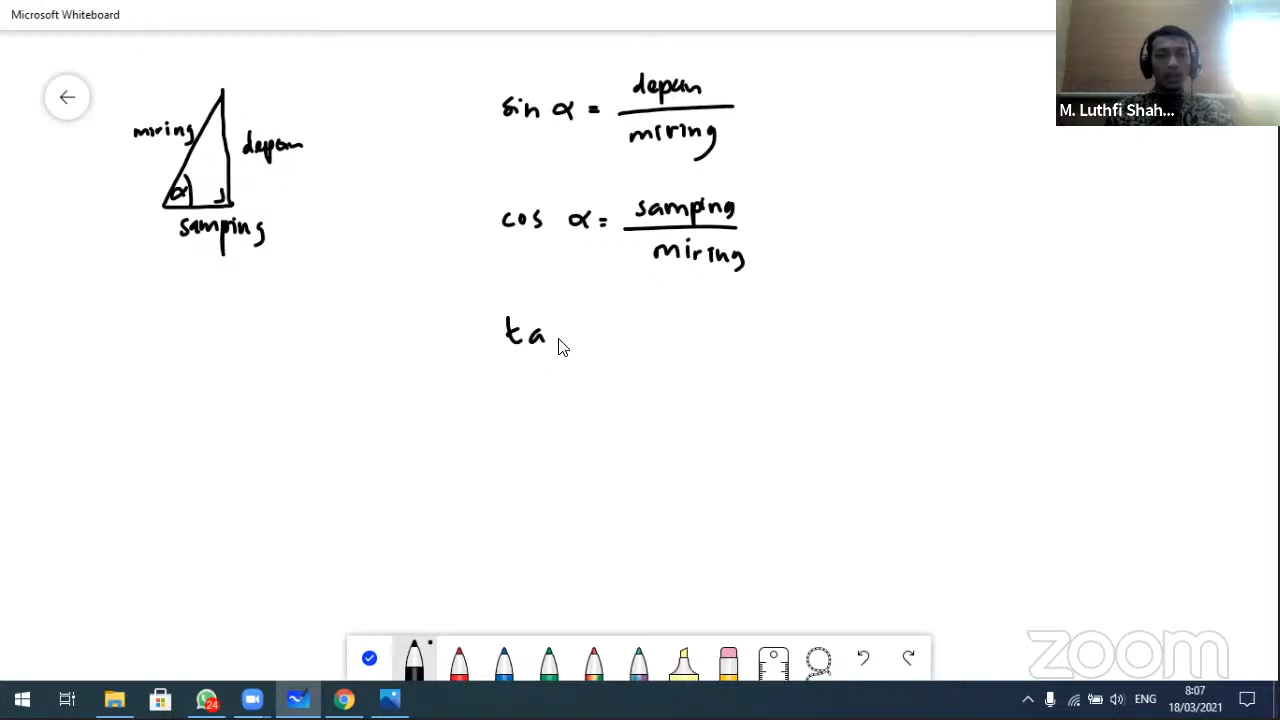 Microsoft Whiteboard
M. Luthfi Shah...
miring
depan
α
samping
sin α = depan
miring
cos α = samping
miring
ta
zoom
24
ENG
8:07
18/03/2021